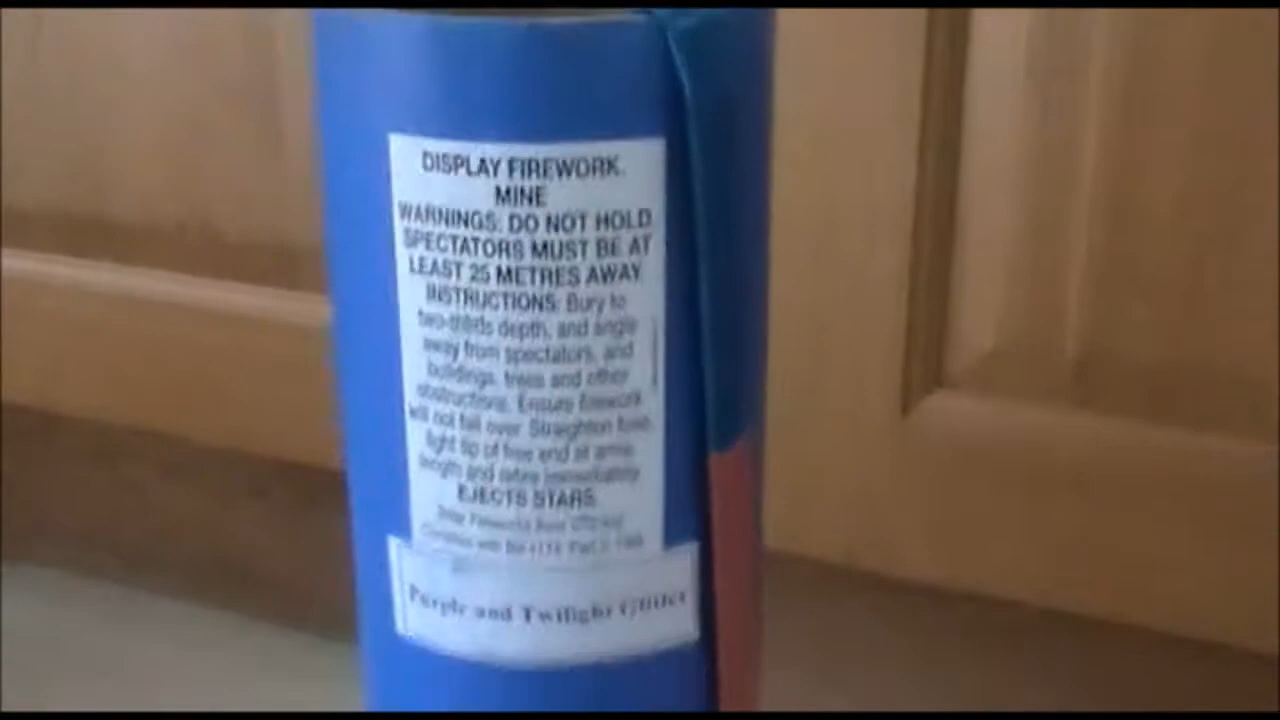 DISPLAY FIREWORK.
MINE
WARNINGS: DO NOT HOLD
SPECTATORS MUST BE AT
LEAST 25 METRES AWAY
INSTRUCTIONS: Bury to
two-thirds depth, and angle
away from spectators, and
buildings, trees and other
obstructions. Ensure firework
will not fall over. Straighten fuse,
light tip of free end at arms
length and retire immediately
EJECTS STARS
Fireworks
Complies with
Purple and Twilight Glitter